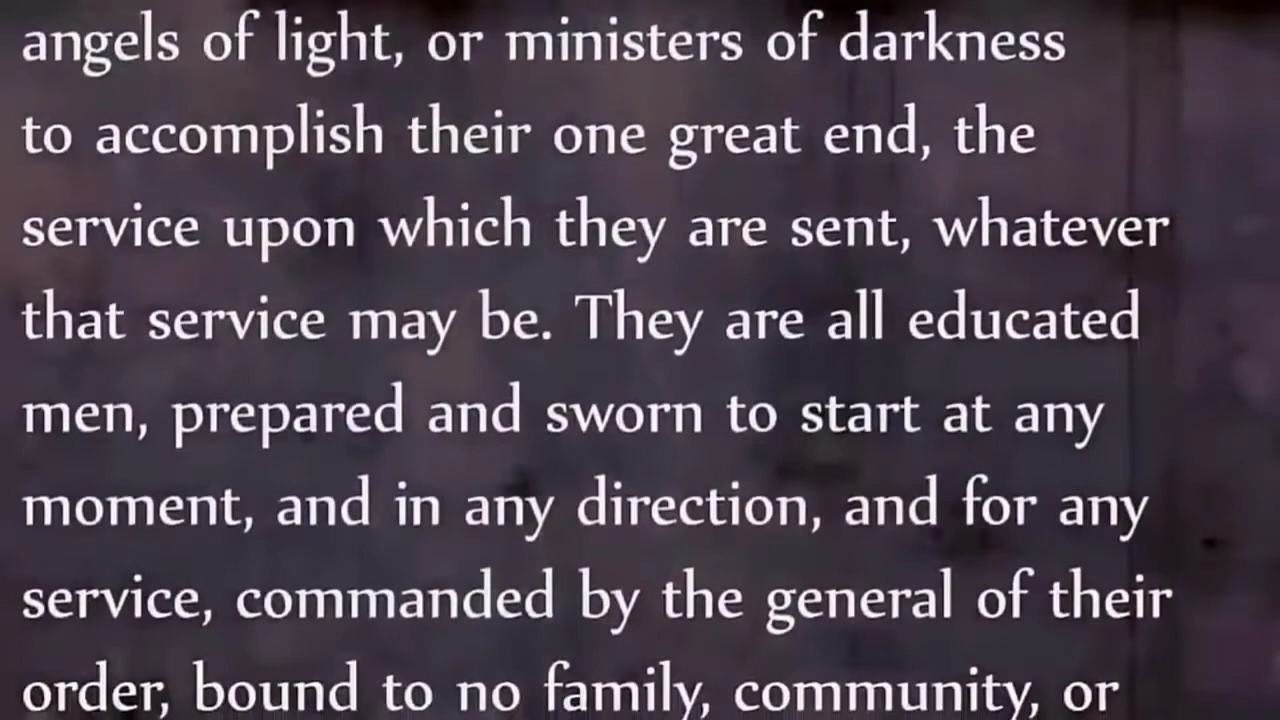 angels of light, or ministers of darkness
to accomplish their one great end, the
service upon which they are sent, whatever
that service may be. They are all educated
men, prepared and sworn to start at any
moment, and in any direction, and for any
service, commanded by the general of their
order, bound to no family, community, or